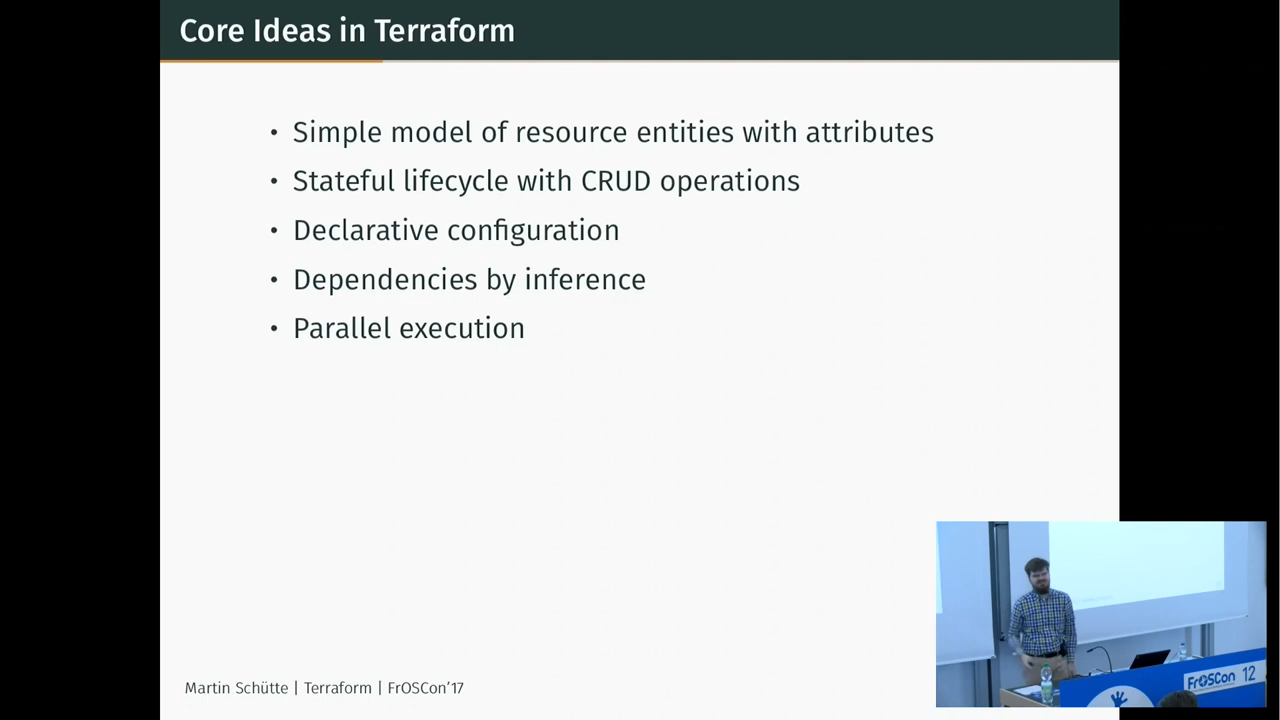 Core Ideas in Terraform
• Simple model of resource entities with attributes
• Stateful lifecycle with CRUD operations
• Declarative configuration
• Dependencies by inference
• Parallel execution
Martin Schütte | Terraform | FrOSCon'17
FrOSCon 12